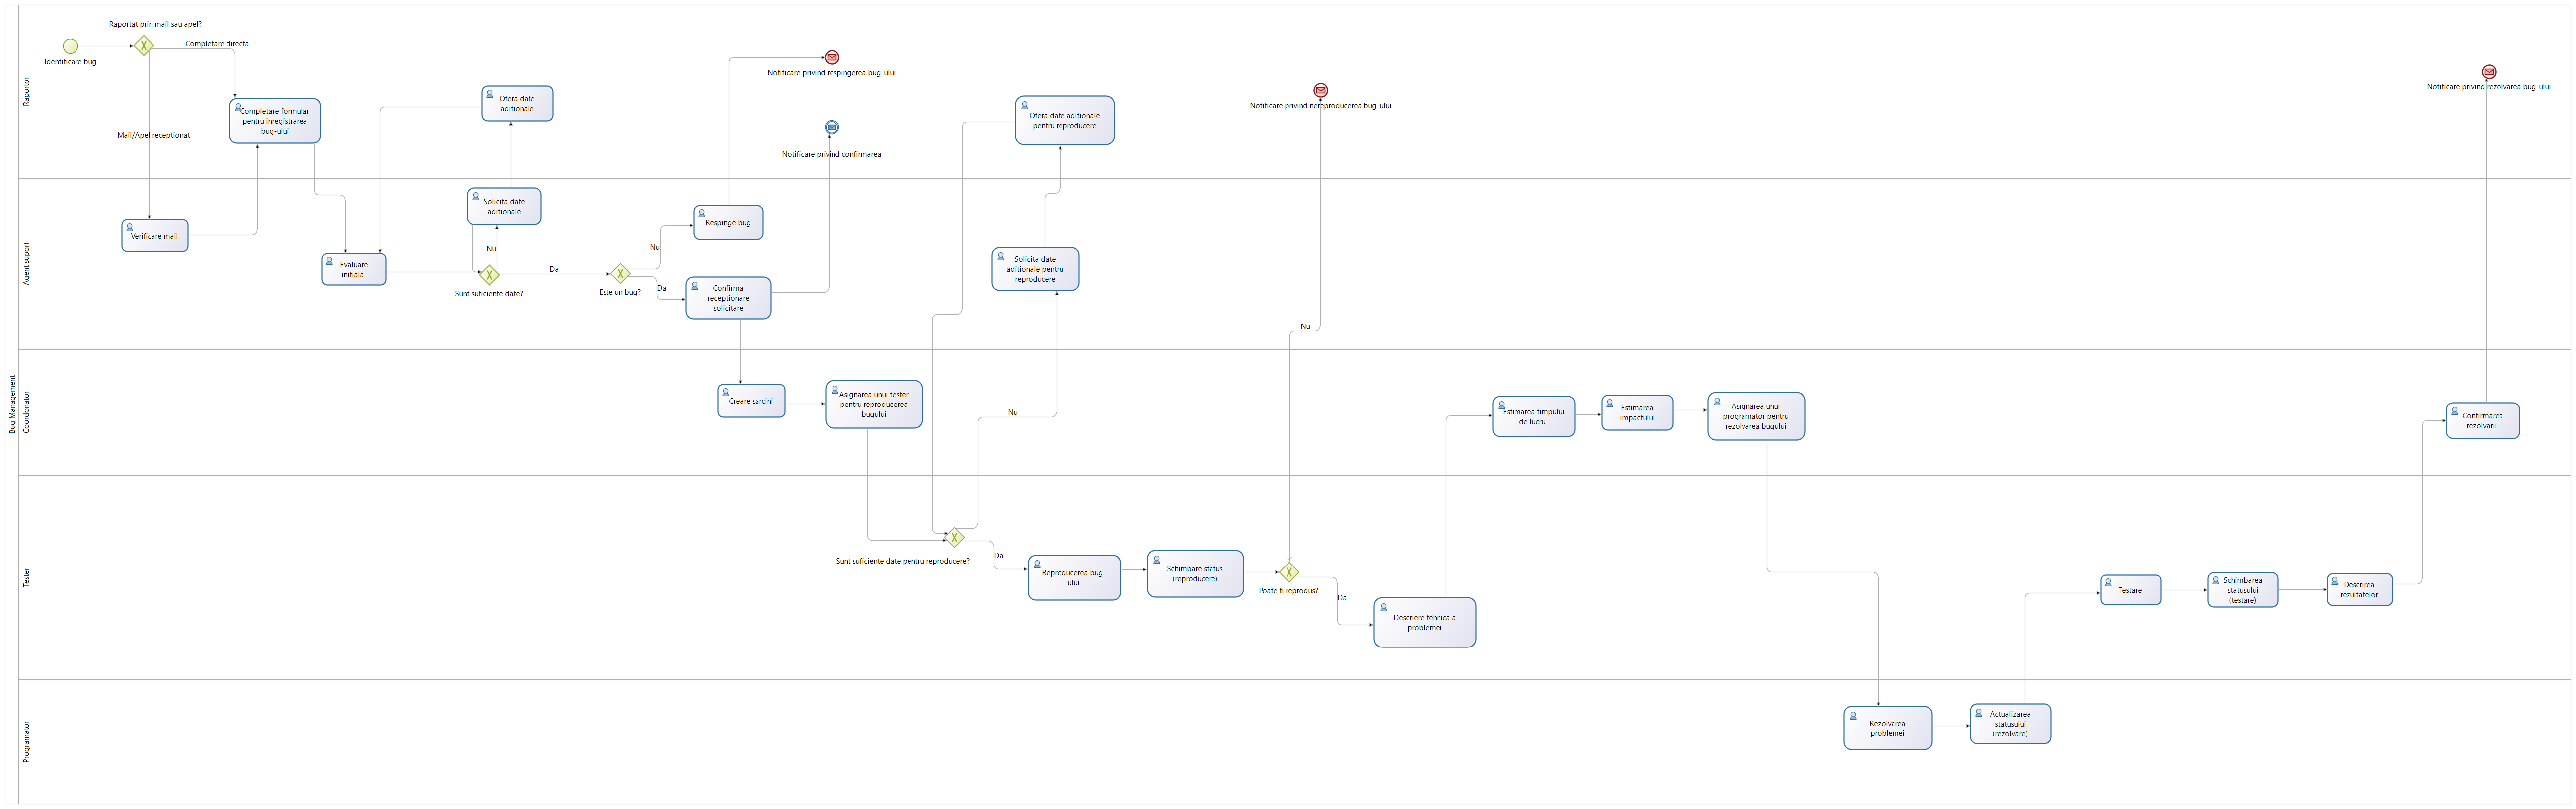 Bug Management
Raportor
Raportat prin mail sau apel?
Identificare bug
Completare directa
Mail/Apel receptionat
Completare formular
pentru inregistrarea
bug-ului
Ofera date
aditionale
Notificare privind respingerea bug-ului
Notificare privind confirmarea
Ofera date aditionale
pentru reproducere
Notificare privind nereproducerea bug-ului
Notificare privind rezolvarea bug-ului
Agent suport
Verificare mail
Evaluare
initiala
Solicita date
aditionale
Nu
Sunt suficiente date?
Da
Este un bug?
Nu
Da
Respinge bug
Confirma
receptionare
solicitare
Solicita date
aditionale pentru
reproducere
Nu
Coordonator
Creare sarcini
Asignarea unui tester
pentru reproducerea
bugului
Nu
Estimarea timpului
de lucru
Estimarea
impactului
Asignarea unui
programator pentru
rezolvarea bugului
Confirmarea
rezolvarii
Tester
Sunt suficiente date pentru reproducere?
Da
Reproducerea bug-
ului
Schimbare status
(reproducere)
Poate fi reprodus?
Da
Descriere tehnica a
problemei
Testare
Schimbarea
statusului
(testare)
Descrirea
rezultatelor
Programator
Rezolvarea
problemei
Actualizarea
statusului
(rezolvare)